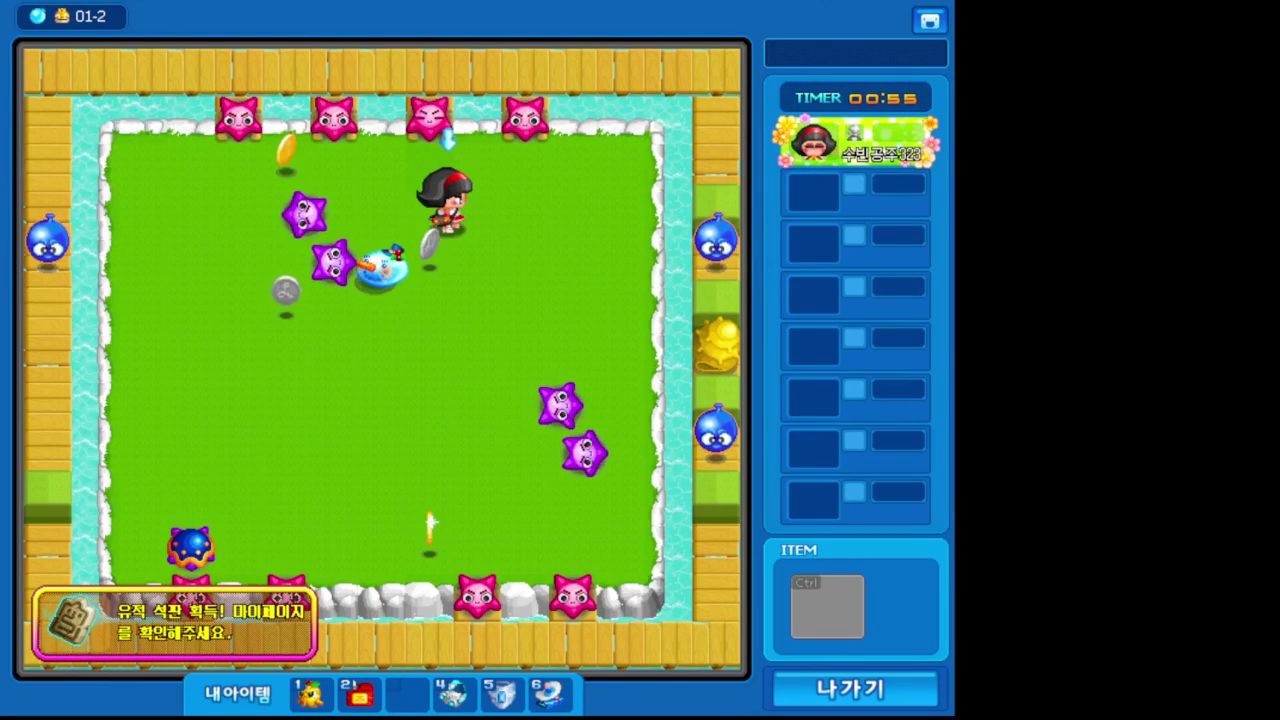 01-2
TIMER 00:55
수빈공주323
유적 석판 획득! 마이페이지
를 확인해주세요.
ITEM
Ctrl
내아이템 1 2 4 5 6
나가기